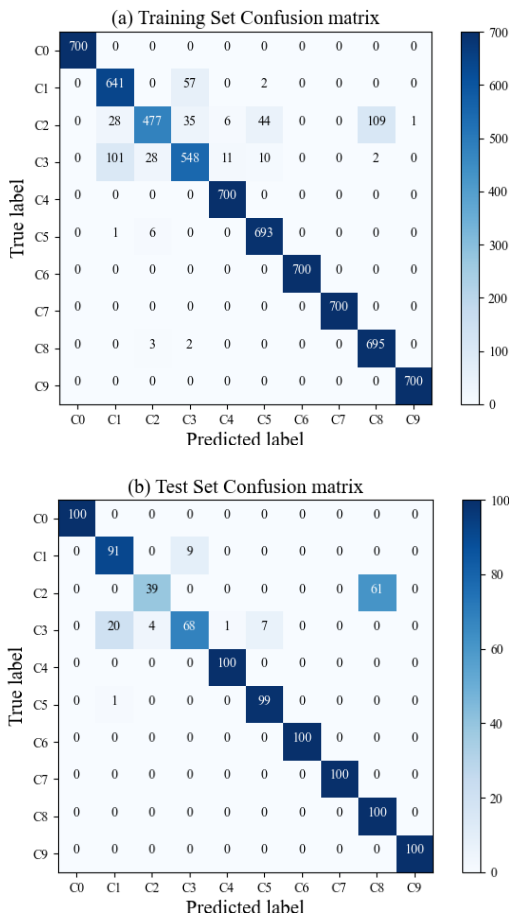 (a) Training Set Confusion matrix
C0 700 0 0 0 0 0 0 0 0 0
C1 0 641 0 57 0 2 0 0 0 0
C2 0 28 477 35 6 44 0 0 109 1
C3 0 101 28 548 11 10 0 0 2 0
C4 0 0 0 0 700 0 0 0 0 0
C5 0 1 6 0 0 693 0 0 0 0
C6 0 0 0 0 0 0 700 0 0 0
C7 0 0 0 0 0 0 0 700 0 0
C8 0 0 3 2 0 0 0 0 695 0
C9 0 0 0 0 0 0 0 0 0 700
C0 C1 C2 C3 C4 C5 C6 C7 C8 C9
Predicted label
True label
700
600
500
400
300
200
100
0
(b) Test Set Confusion matrix
C0 100 0 0 0 0 0 0 0 0 0
C1 0 91 0 9 0 0 0 0 0 0
C2 0 0 39 0 0 0 0 0 61 0
C3 0 20 4 68 1 7 0 0 0 0
C4 0 0 0 0 100 0 0 0 0 0
C5 0 1 0 0 0 99 0 0 0 0
C6 0 0 0 0 0 0 100 0 0 0
C7 0 0 0 0 0 0 0 100 0 0
C8 0 0 0 0 0 0 0 0 100 0
C9 0 0 0 0 0 0 0 0 0 100
C0 C1 C2 C3 C4 C5 C6 C7 C8 C9
Predicted label
True label
100
80
60
40
20
0